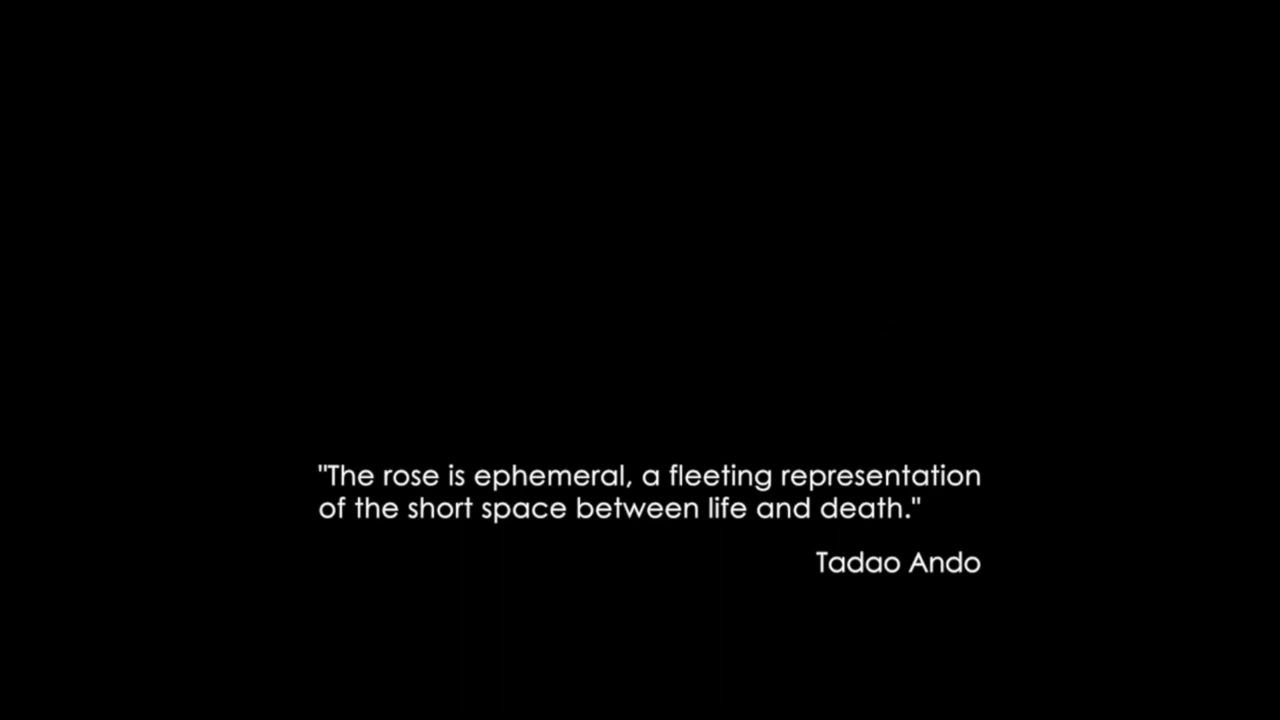 "The rose is ephemeral, a fleeting representation
of the short space between life and death."
Tadao Ando